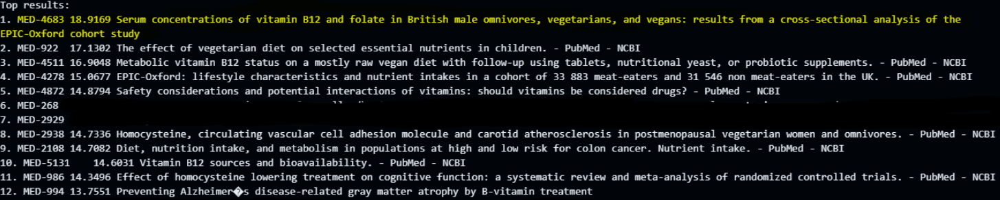 Top results:
1. MED-4683 18.9169 Serum concentrations of vitamin B12 and folate in British male omnivores, vegetarians, and vegans: results from a cross-sectional analysis of the
EPIC-Oxford cohort study
2. MED-922  17.1302 The effect of vegetarian diet on selected essential nutrients in children. - PubMed - NCBI
3. MED-4511 16.9048 Metabolic vitamin B12 status on a mostly raw vegan diet with follow-up using tablets, nutritional yeast, or probiotic supplements. - PubMed - NCBI
4. MED-4278 15.0677 EPIC-Oxford: lifestyle characteristics and nutrient intakes in a cohort of 33 883 meat-eaters and 31 546 non meat-eaters in the UK. - PubMed - NCBI
5. MED-4872 14.8794 Safety considerations and potential interactions of vitamins: should vitamins be considered drugs? - PubMed - NCBI
6. MED-268
7. MED-2929
8. MED-2938 14.7336 Homocysteine, circulating vascular cell adhesion molecule and carotid atherosclerosis in postmenopausal vegetarian women and omnivores. - PubMed - NCBI
9. MED-2108 14.7082 Diet, nutrition intake, and metabolism in populations at high and low risk for colon cancer. Nutrient intake. - PubMed - NCBI
10. MED-5131    14.6031 Vitamin B12 sources and bioavailability. - PubMed - NCBI
11. MED-986 14.3496 Effect of homocysteine lowering treatment on cognitive function: a systematic review and meta-analysis of randomized controlled trials. - PubMed - NCBI
12. MED-994 13.7551 Preventing Alzheimer�s disease-related gray matter atrophy by B-vitamin treatment